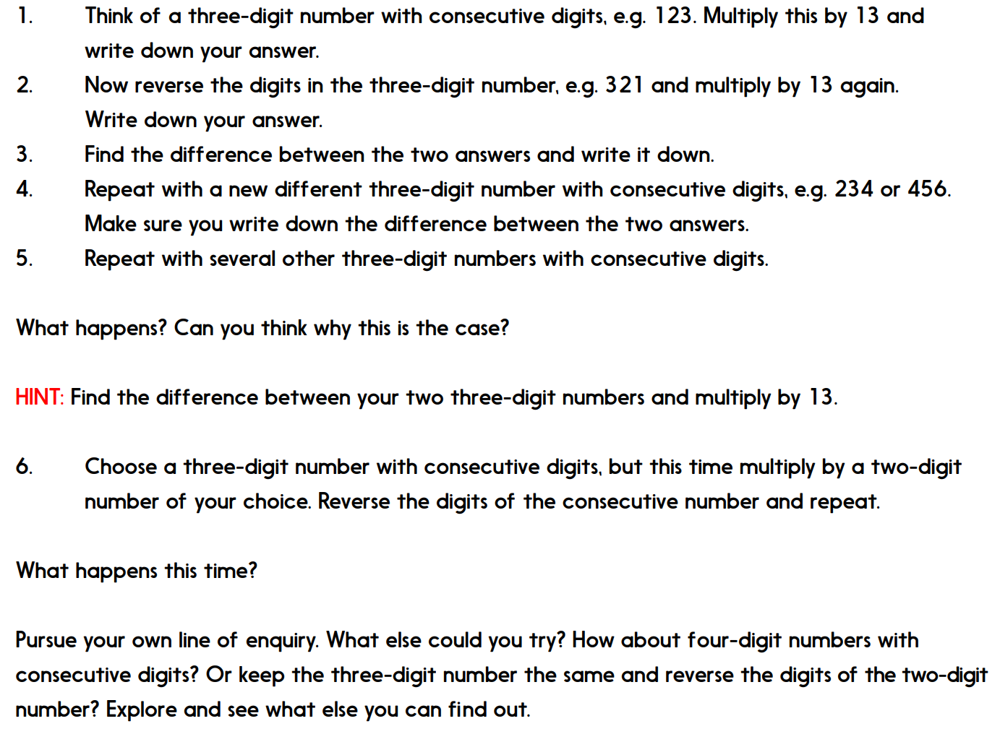 1. Think of a three-digit number with consecutive digits, e.g. 123. Multiply this by 13 and
write down your answer.
2. Now reverse the digits in the three-digit number, e.g. 321 and multiply by 13 again.
Write down your answer.
3. Find the difference between the two answers and write it down.
4. Repeat with a new different three-digit number with consecutive digits, e.g. 234 or 456.
Make sure you write down the difference between the two answers.
5. Repeat with several other three-digit numbers with consecutive digits.
What happens? Can you think why this is the case?
HINT: Find the difference between your two three-digit numbers and multiply by 13.
6. Choose a three-digit number with consecutive digits, but this time multiply by a two-digit
number of your choice. Reverse the digits of the consecutive number and repeat.
What happens this time?
Pursue your own line of enquiry. What else could you try? How about four-digit numbers with
consecutive digits? Or keep the three-digit number the same and reverse the digits of the two-digit
number? Explore and see what else you can find out.